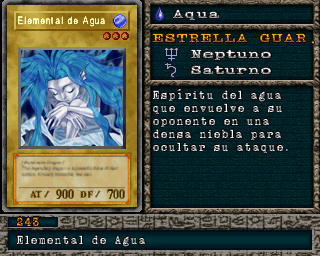 Elemental de Agua
AT/ 900 DF/ 700
Aqua
ESTRELLA GUAR.
Neptuno
Saturno
Espíritu del agua
que envuelve a su
oponente en una
densa niebla para
ocultar su ataque.
243
Elemental de Agua